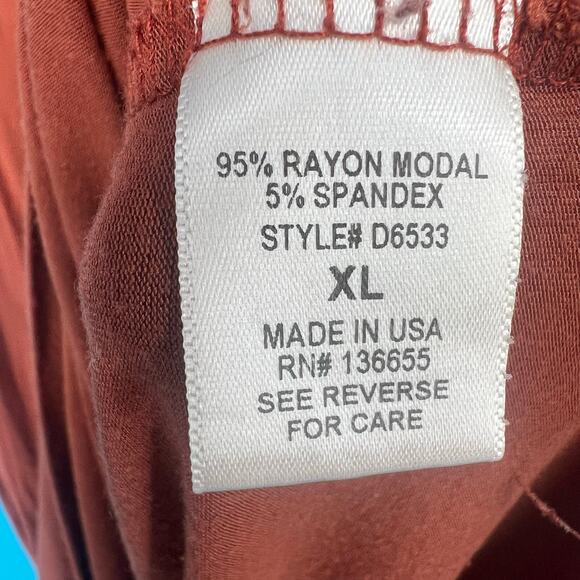 95% RAYON MODAL
5% SPANDEX
STYLE# D6533
XL
MADE IN USA
RN# 136655
SEE REVERSE
FOR CARE